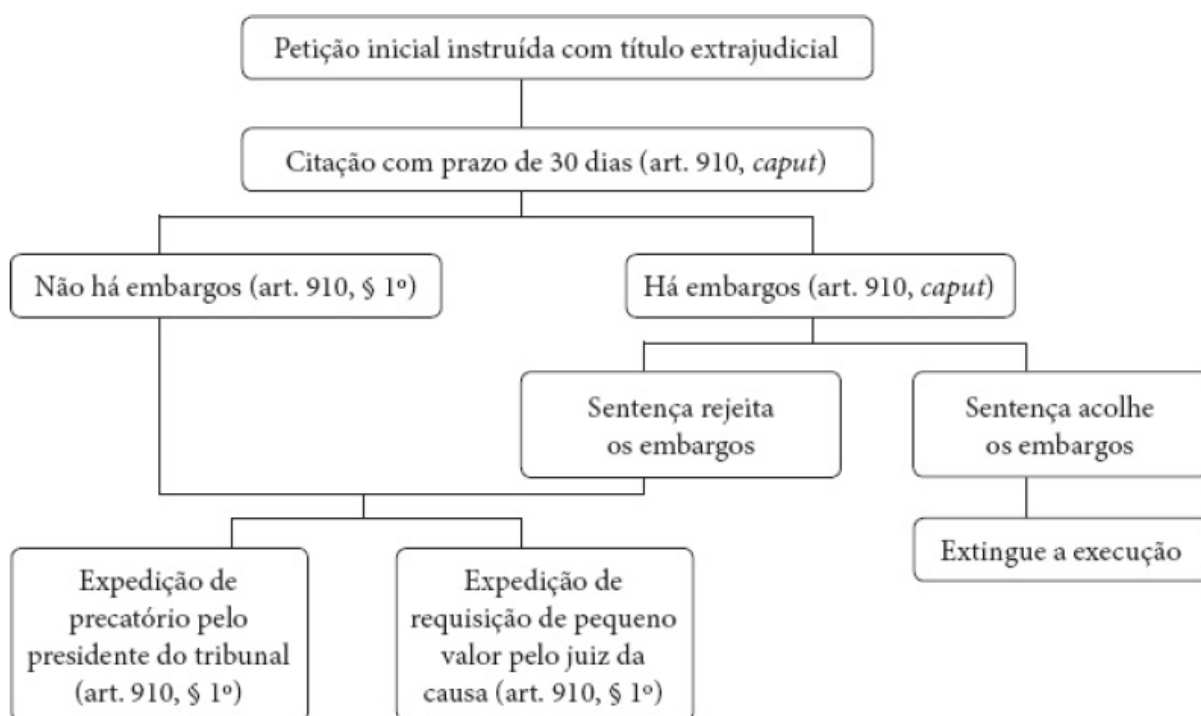 Petição inicial instruída com título extrajudicial
Citação com prazo de 30 dias (art. 910, caput)
Não há embargos (art. 910, § 1º)
Há embargos (art. 910, caput)
Sentença rejeita
os embargos
Sentença acolhe
os embargos
Extingue a execução
Expedição de
precatório pelo
presidente do tribunal
(art. 910, § 1º)
Expedição de
requisição de pequeno
valor pelo juiz da
causa (art. 910, § 1º)